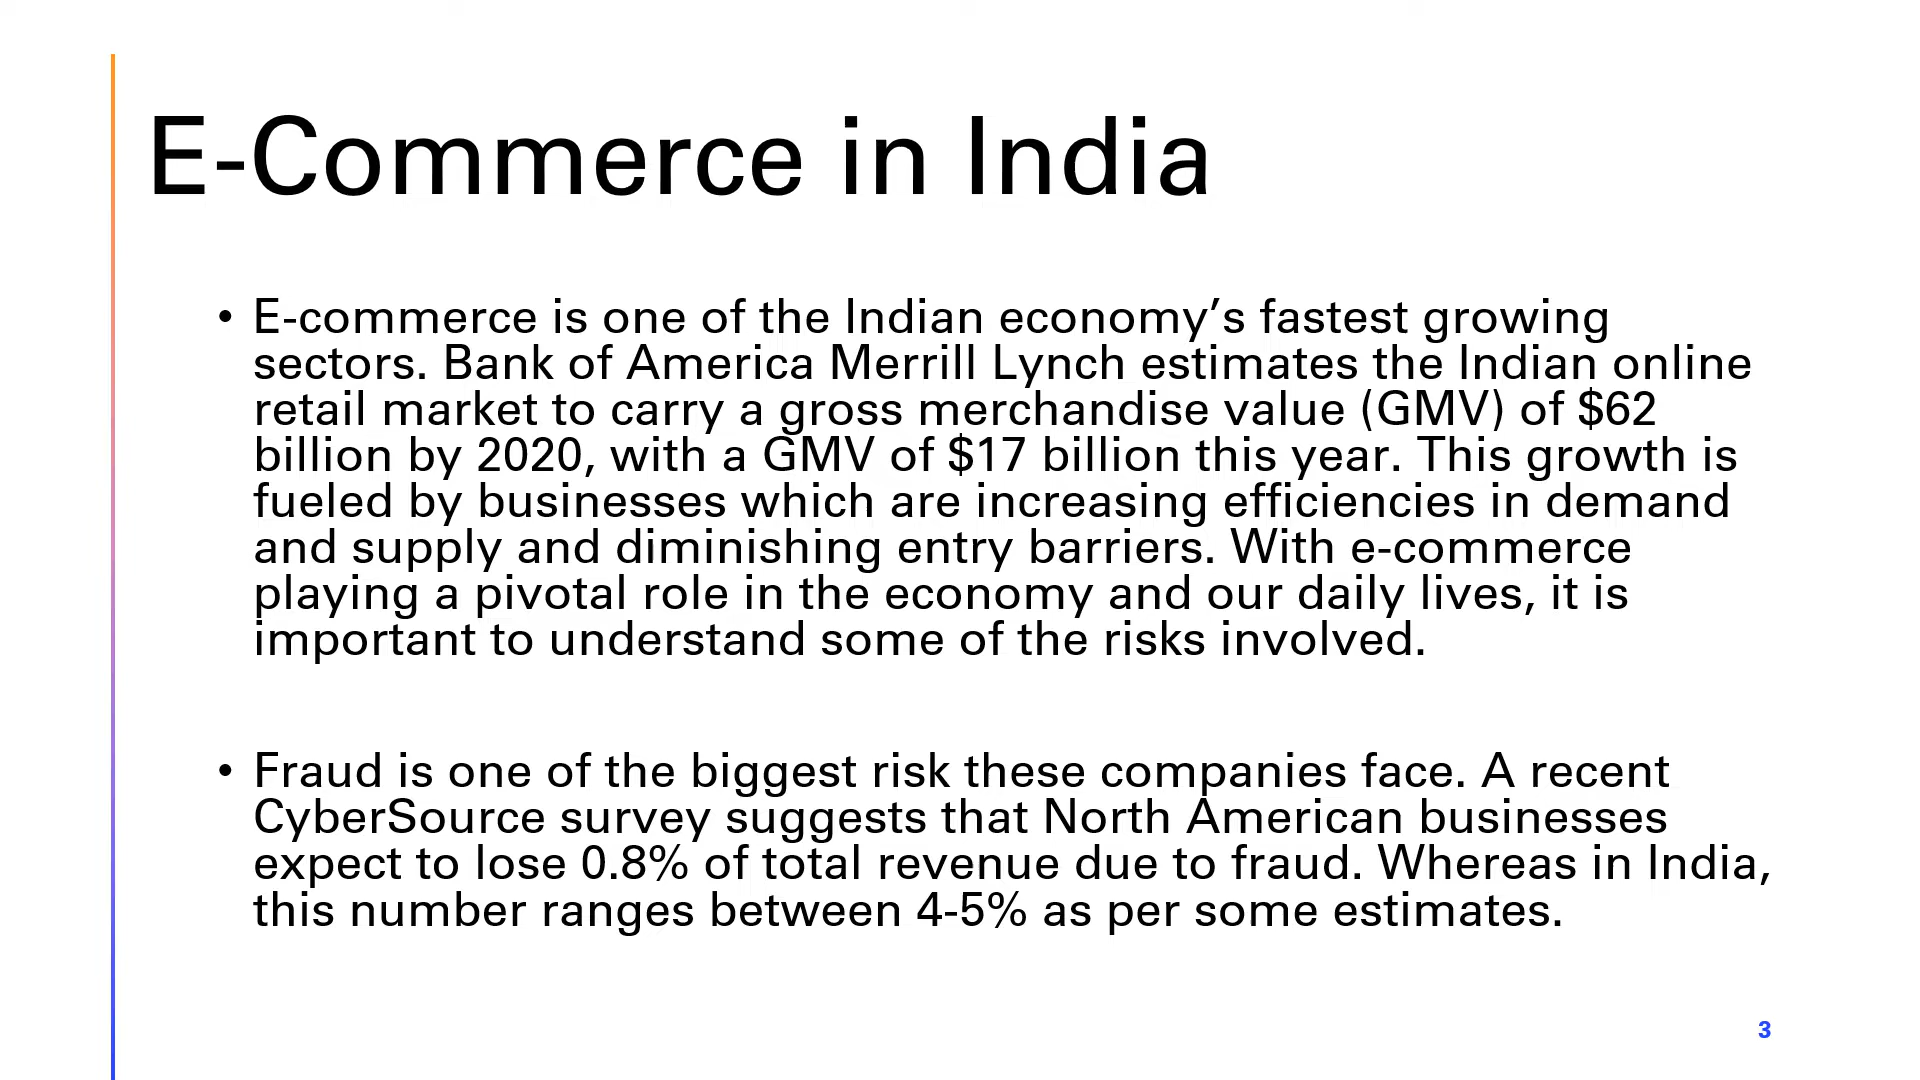 E-Commerce in India
• E-commerce is one of the Indian economy’s fastest growing
sectors. Bank of America Merrill Lynch estimates the Indian online
retail market to carry a gross merchandise value (GMV) of $62
billion by 2020, with a GMV of $17 billion this year. This growth is
fueled by businesses which are increasing efficiencies in demand
and supply and diminishing entry barriers. With e-commerce
playing a pivotal role in the economy and our daily lives, it is
important to understand some of the risks involved.
• Fraud is one of the biggest risk these companies face. A recent
CyberSource survey suggests that North American businesses
expect to lose 0.8% of total revenue due to fraud. Whereas in India,
this number ranges between 4-5% as per some estimates.
3